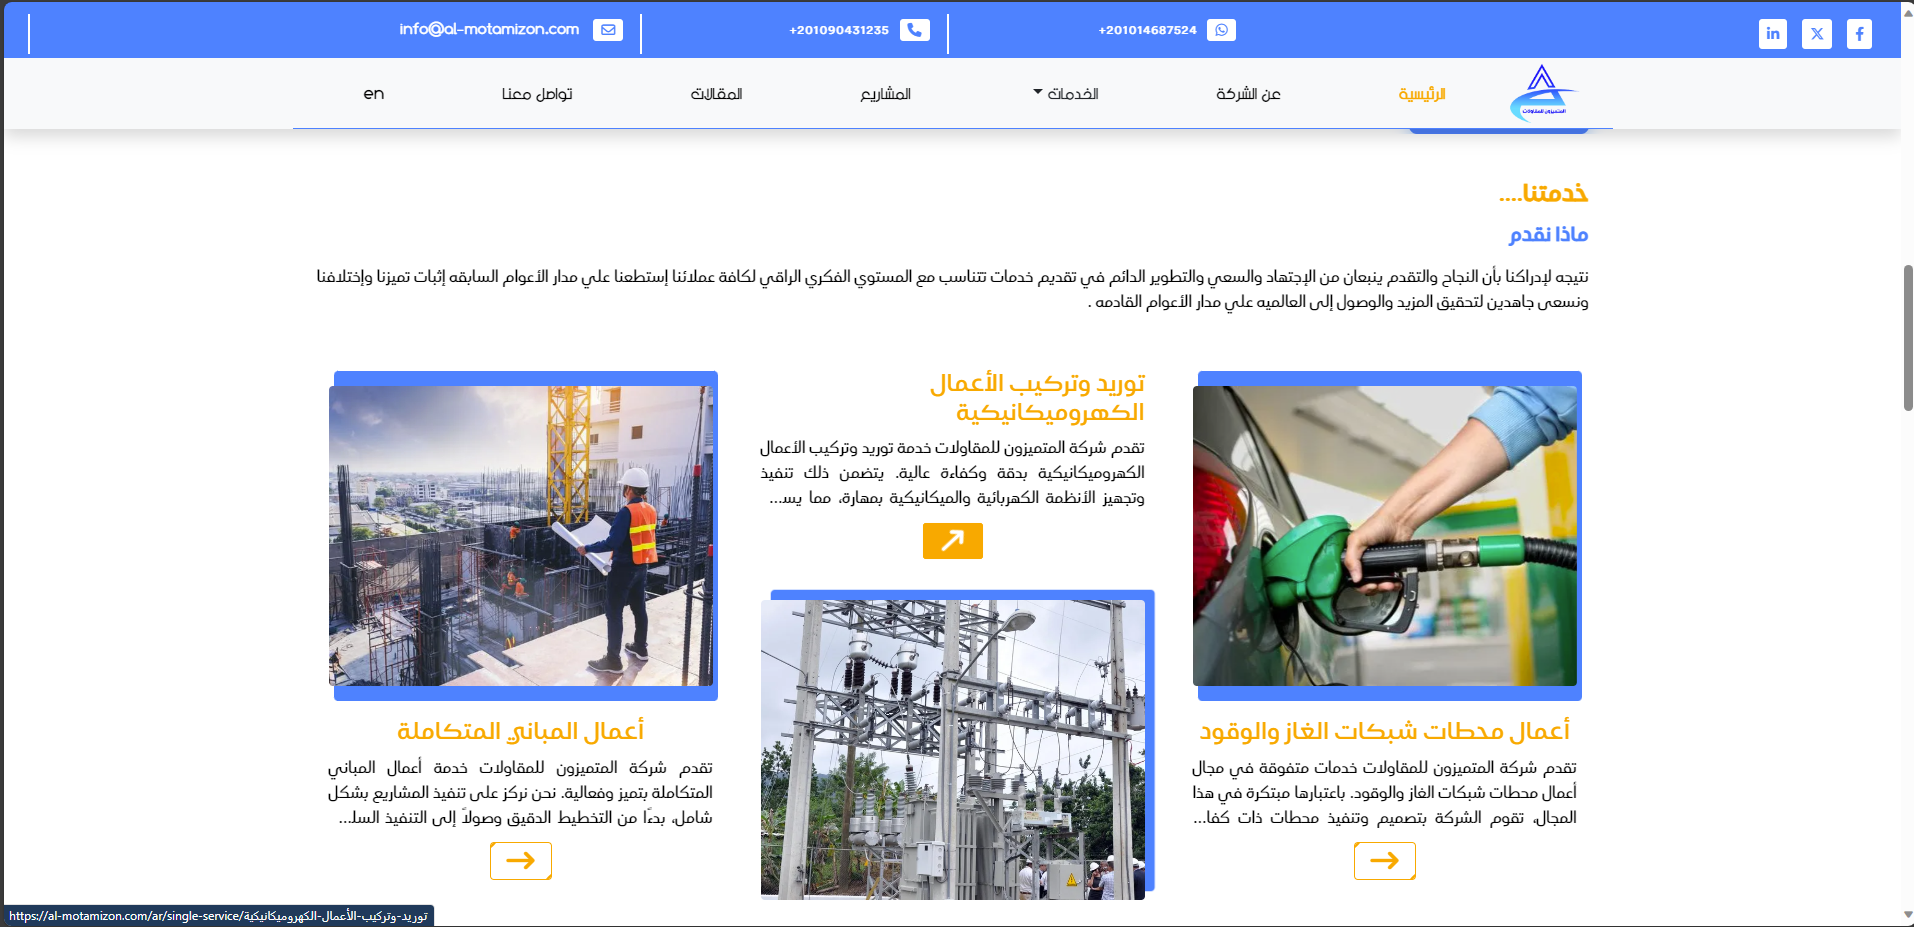 +201014687524
+201090431235
info@al-motamizon.com
المتميزون للمقاولات
الرئيسية
عن الشركة
الخدمات
المشاريع
المقالات
تواصل معنا
en
خدمتنا....
ماذا نقدم
نتيجه لإدراكنا بأن النجاح والتقدم ينبعان من الإجتهاد والسعي والتطوير الدائم في تقديم خدمات تتناسب مع المستوي الفكري الراقي لكافة عملائنا إستطعنا علي مدار الأعوام السابقه إثبات تميزنا وإختلافنا
ونسعى جاهدين لتحقيق المزيد والوصول إلى العالميه علي مدار الأعوام القادمه .
أعمال محطات شبكات الغاز والوقود
تقدم شركة المتميزون للمقاولات خدمات متفوقة في مجال
أعمال محطات شبكات الغاز والوقود. باعتبارها مبتكرة في هذا
المجال، تقوم الشركة بتصميم وتنفيذ محطات ذات كفا...
توريد وتركيب الأعمال
الكهروميكانيكية
تقدم شركة المتميزون للمقاولات خدمة توريد وتركيب الأعمال
الكهروميكانيكية بدقة وكفاءة عالية. يتضمن ذلك تنفيذ
وتجهيز الأنظمة الكهربائية والميكانيكية بمهارة، مما يس...
أعمال المباني المتكاملة
تقدم شركة المتميزون للمقاولات خدمة أعمال المباني
المتكاملة بتميز وفعالية. نحن نركز على تنفيذ المشاريع بشكل
شامل، بدءًا من التخطيط الدقيق وصولاً إلى التنفيذ السلا...
https://al-motamizon.com/ar/single-service/توريد-وتركيب-الأعمال-الكهروميكانيكية